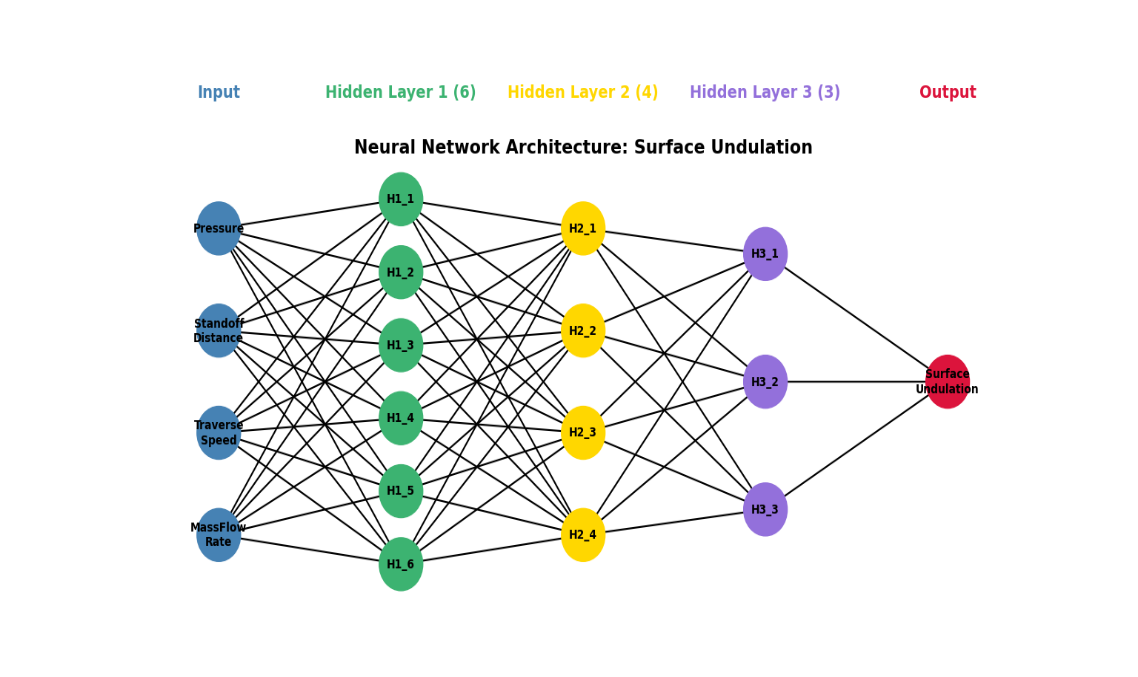 Input
Hidden Layer 1 (6)
Hidden Layer 2 (4)
Hidden Layer 3 (3)
Output
Neural Network Architecture: Surface Undulation
Pressure
Standoff
Distance
Traverse
Speed
MassFlow
Rate
H1_1
H1_2
H1_3
H1_4
H1_5
H1_6
H2_1
H2_2
H2_3
H2_4
H3_1
H3_2
H3_3
Surface
Undulation